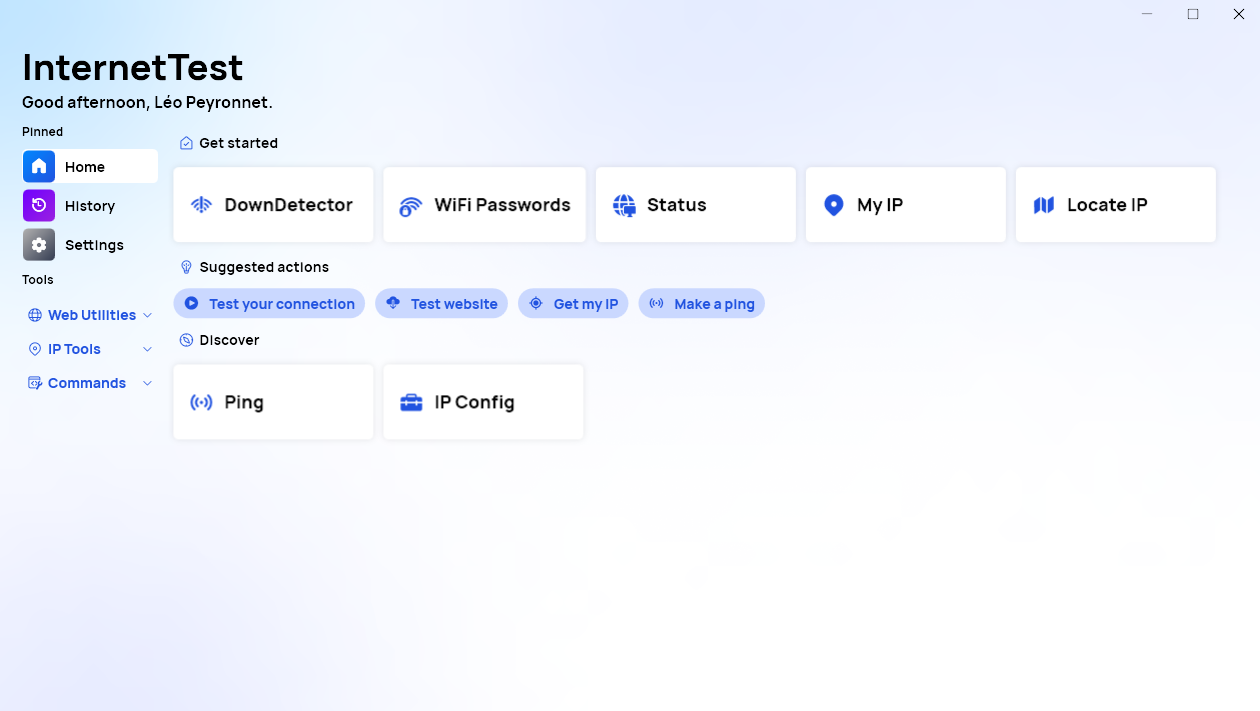 InternetTest
Good afternoon, Léo Peyronnet.
Pinned
Home
History
Settings
Tools
Web Utilities
IP Tools
Commands
Get started
DownDetector
WiFi Passwords
Status
My IP
Locate IP
Suggested actions
Test your connection
Test website
Get my IP
Make a ping
Discover
Ping
IP Config